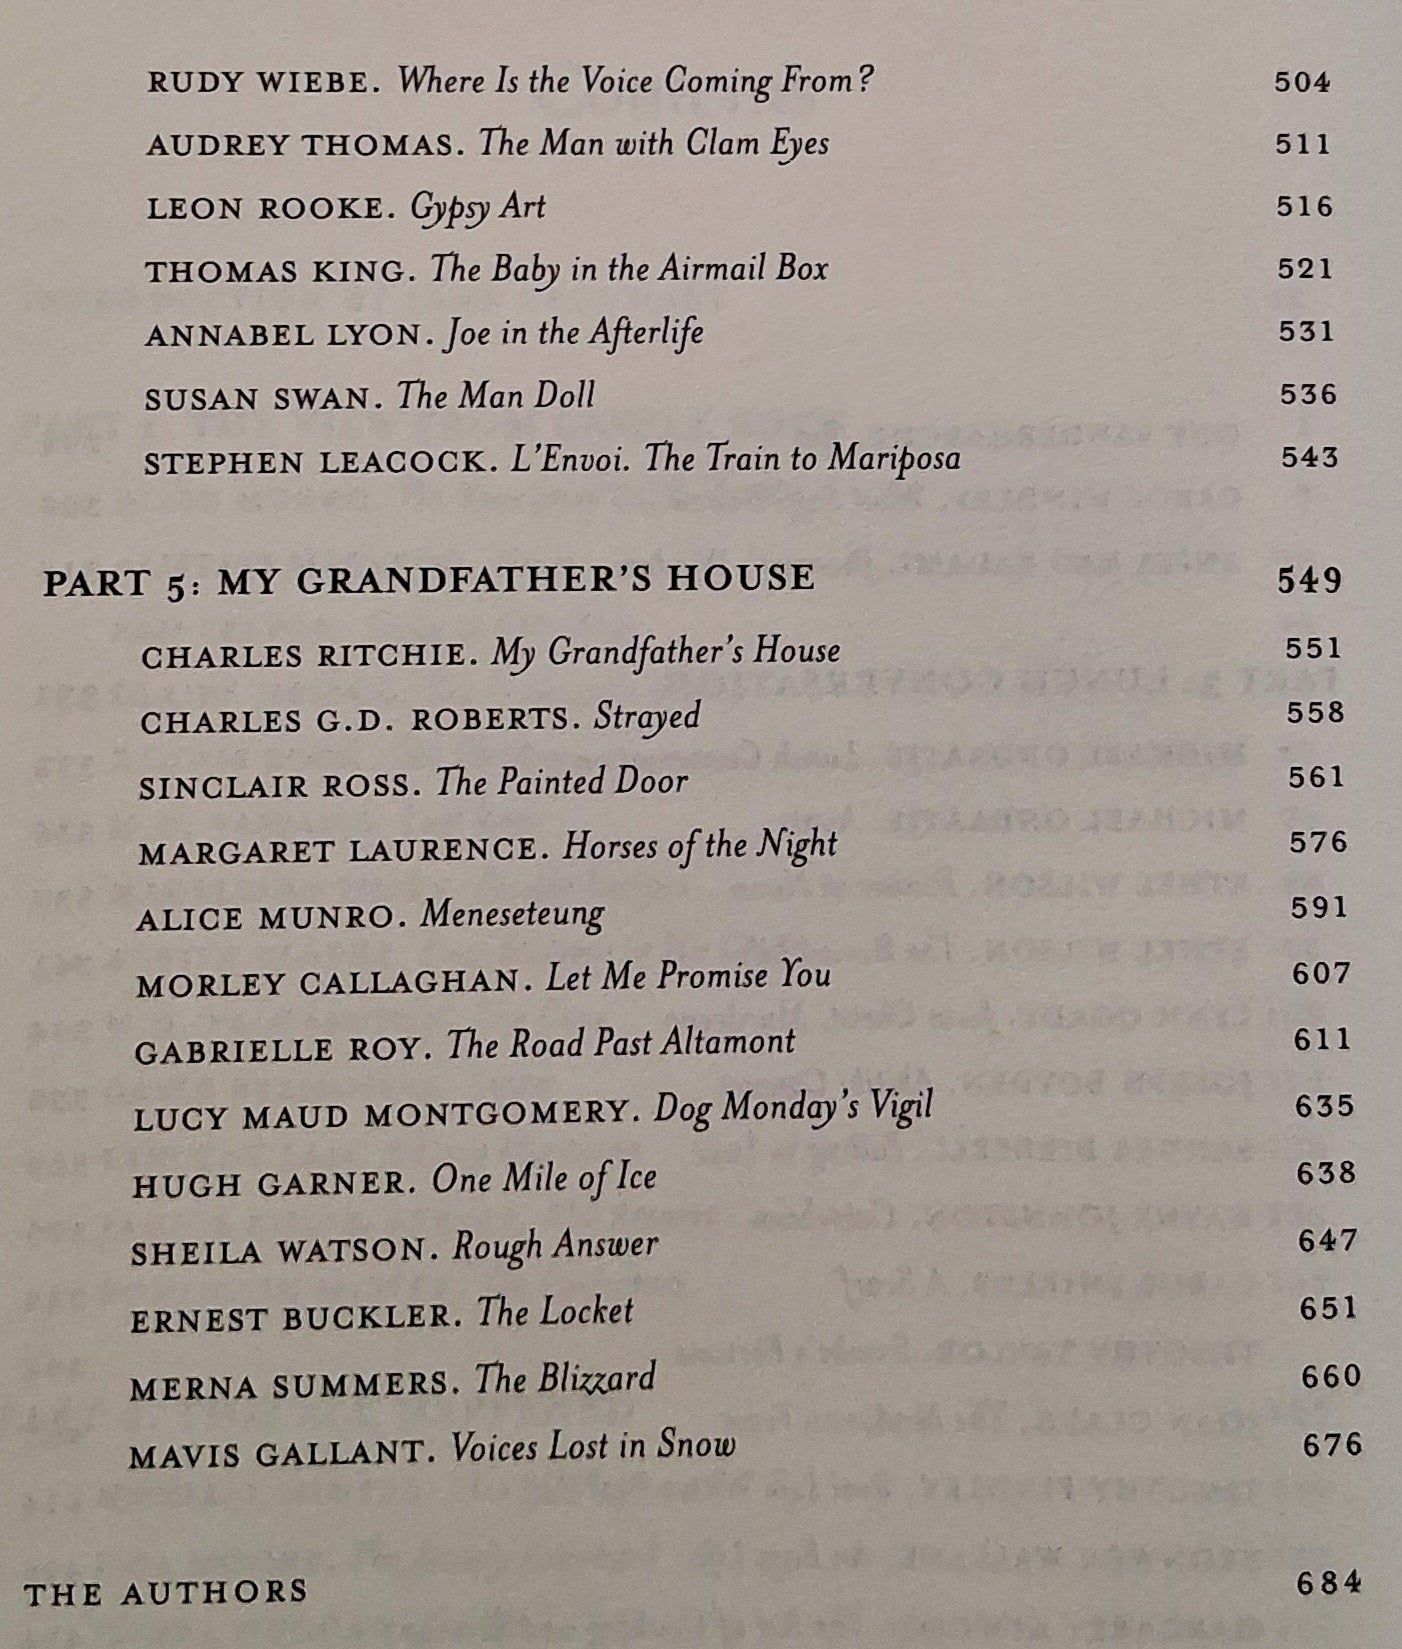 RUDY WIEBE. Where Is the Voice Coming From? 504
AUDREY THOMAS. The Man with Clam Eyes 511
LEON ROOKE. Gypsy Art 516
THOMAS KING. The Baby in the Airmail Box 521
ANNABEL LYON. Joe in the Afterlife 531
SUSAN SWAN. The Man Doll 536
STEPHEN LEACOCK. L'Envoi. The Train to Mariposa 543
PART 5: MY GRANDFATHER'S HOUSE 549
CHARLES RITCHIE. My Grandfather's House 551
CHARLES G.D. ROBERTS. Strayed 558
SINCLAIR ROSS. The Painted Door 561
MARGARET LAURENCE. Horses of the Night 576
ALICE MUNRO. Meneseteung 591
MORLEY CALLAGHAN. Let Me Promise You 607
GABRIELLE ROY. The Road Past Altamont 611
LUCY MAUD MONTGOMERY. Dog Monday's Vigil 635
HUGH GARNER. One Mile of Ice 638
SHEILA WATSON. Rough Answer 647
ERNEST BUCKLER. The Locket 651
MERNA SUMMERS. The Blizzard 660
MAVIS GALLANT. Voices Lost in Snow 676
THE AUTHORS 684